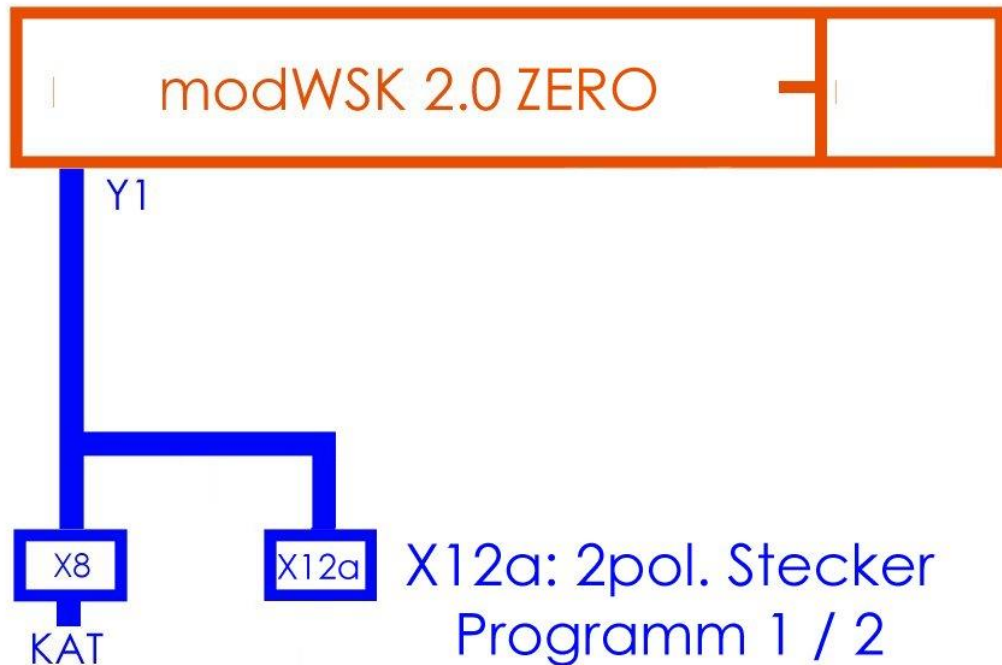 modWSK 2.0 ZERO
Y1
X8
X12a
X12a: 2pol. Stecker
Programm 1 / 2
KAT